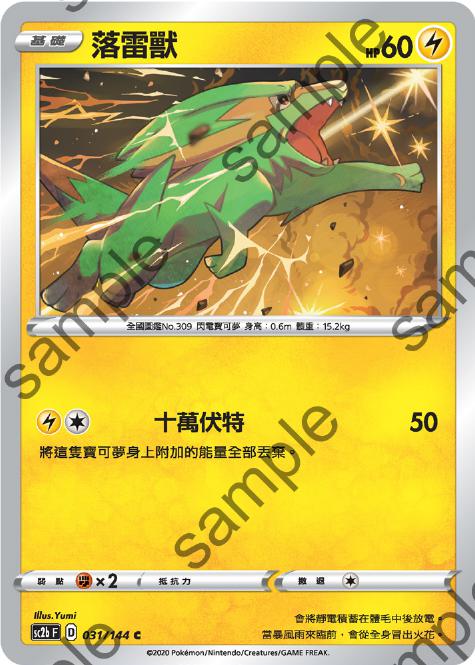 基礎 落雷獸 HP60
全國圖鑑No.309 閃電寶可夢 身高：0.6m 體重：15.2kg
十萬伏特 50
將這隻寶可夢身上附加的能量全部丟棄。
弱點 ×2 抵抗力 撤退
Illus.Yumi
sc2b F D 031/144 C
會將靜電積蓄在體毛中後放電。
當暴風雨來臨前，會從全身冒出火花。
©2020 Pokémon/Nintendo/Creatures/GAME FREAK.
sample
sample
sample
sample
sample
sample